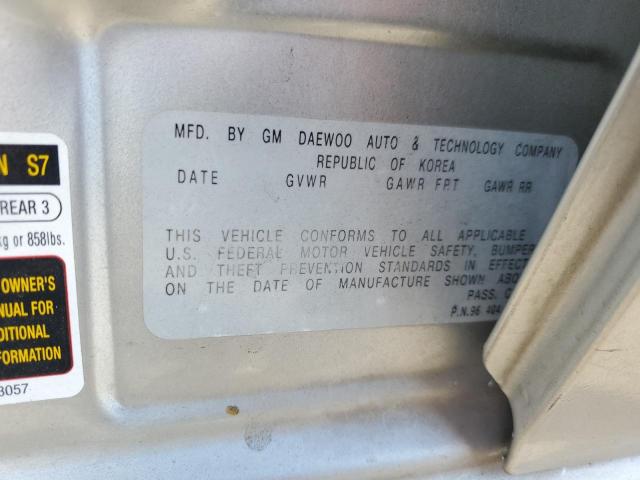 N S7
REAR 3
kg or 858lbs.
OWNER'S
MANUAL FOR
DITIONAL
FORMATION
3057
MFD. BY GM DAEWOO AUTO & TECHNOLOGY COMPANY
REPUBLIC OF KOREA
DATE GVWR GAWR FRT GAWR RR
THIS VEHICLE CONFORMS TO ALL APPLICABLE
U.S. FEDERAL MOTOR VEHICLE SAFETY, BUMPER
AND THEFT PREVENTION STANDARDS IN EFFECT
ON THE DATE OF MANUFACTURE SHOWN ABO
PASS.
P.N.96 484